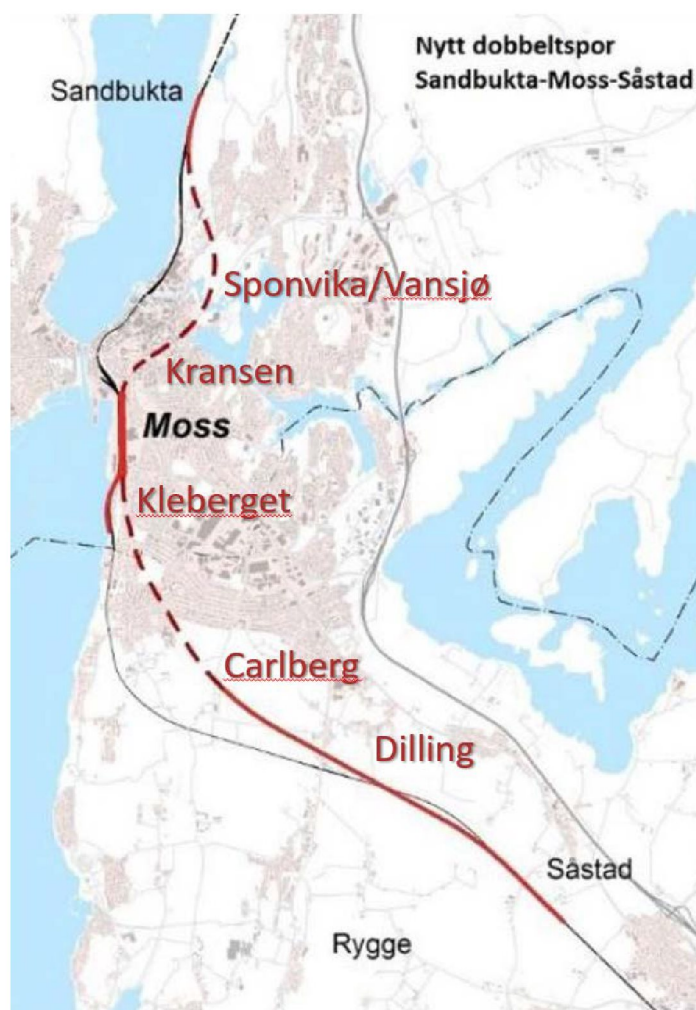 Nytt dobbeltspor
Sandbukta-Moss-Såstad
Sandbukta
Sponvika/Vansjø
Kransen
Moss
Kleberget
Carlberg
Dilling
Såstad
Rygge